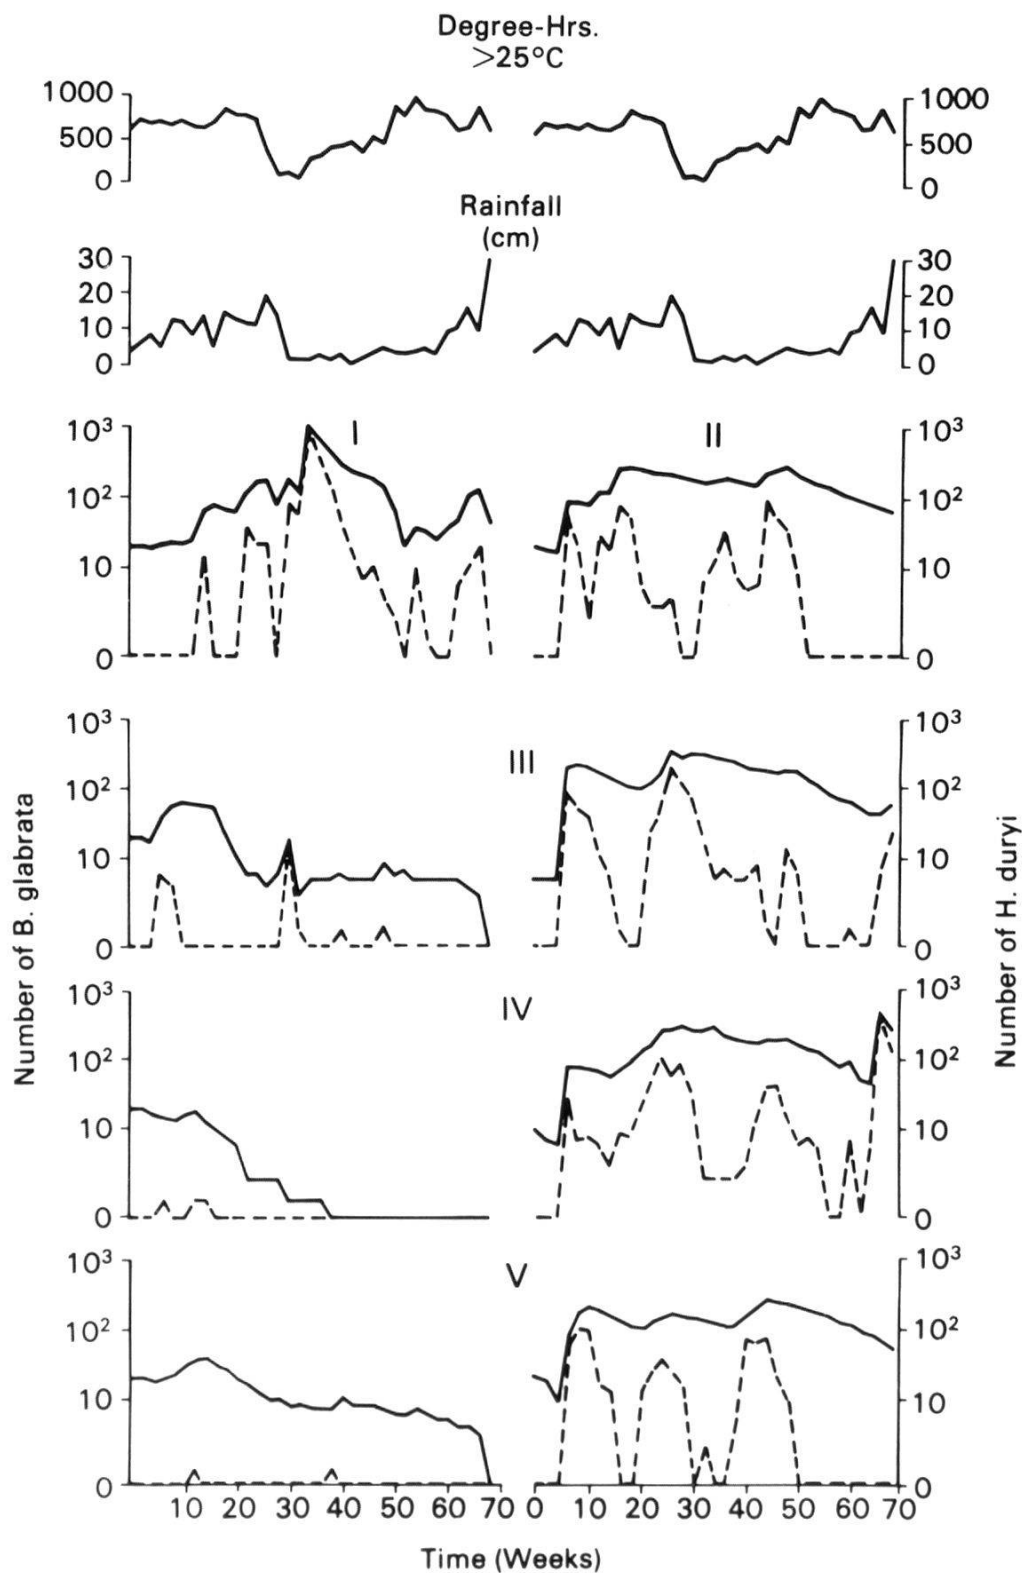 Degree-Hrs.
>25°C
1000 1000
500 500
0 0
Rainfall
(cm)
30 30
20 20
10 10
0 0
10³ I II 10³
10² 10²
10 10
0 0
10³ 10³
III
10² 10²
10 10
0 0
10³ IV 10³
10² 10²
10 10
0 0
10³ V 10³
10² 10²
10 10
0 0
10 20 30 40 50 60 70 0 10 20 30 40 50 60 70
Time (Weeks)
Number of B. glabrata
Number of H. duryi